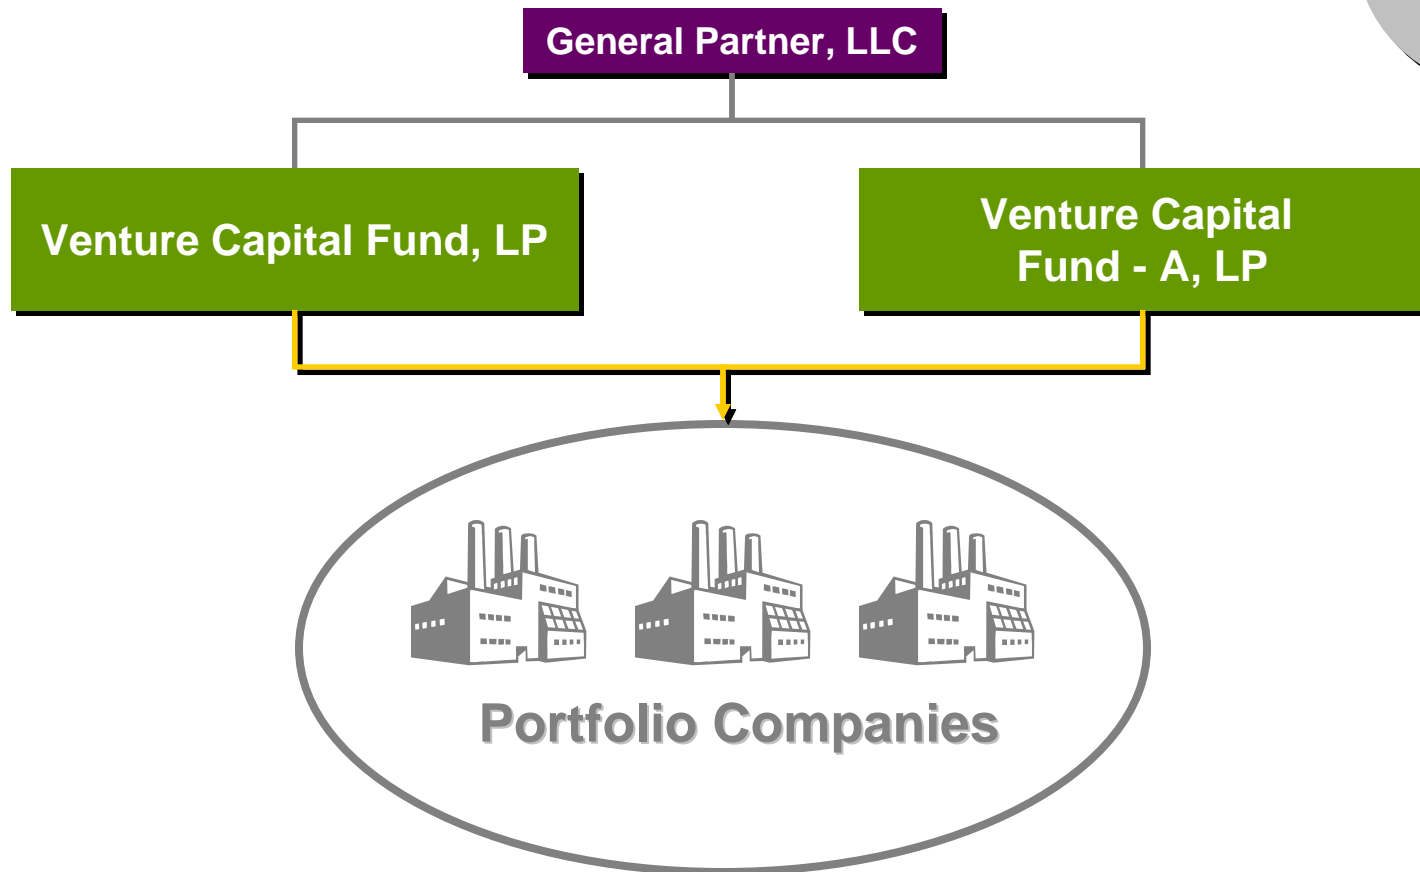 General Partner, LLC
Venture Capital Fund, LP
Venture Capital
Fund - A, LP
Portfolio Companies